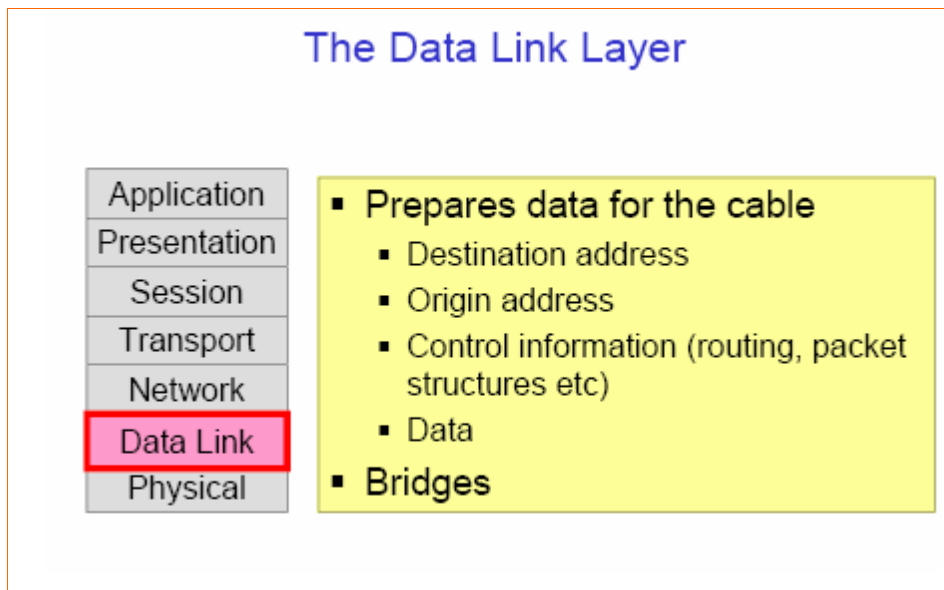 The Data Link Layer
Application
Presentation
Session
Transport
Network
Data Link
Physical
▪ Prepares data for the cable
▪ Destination address
▪ Origin address
▪ Control information (routing, packet
structures etc)
▪ Data
▪ Bridges